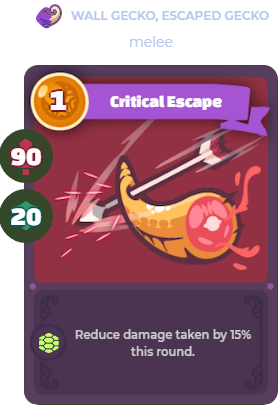 WALL GECKO, ESCAPED GECKO
melee
1
Critical Escape
90
20
Reduce damage taken by 15%
this round.